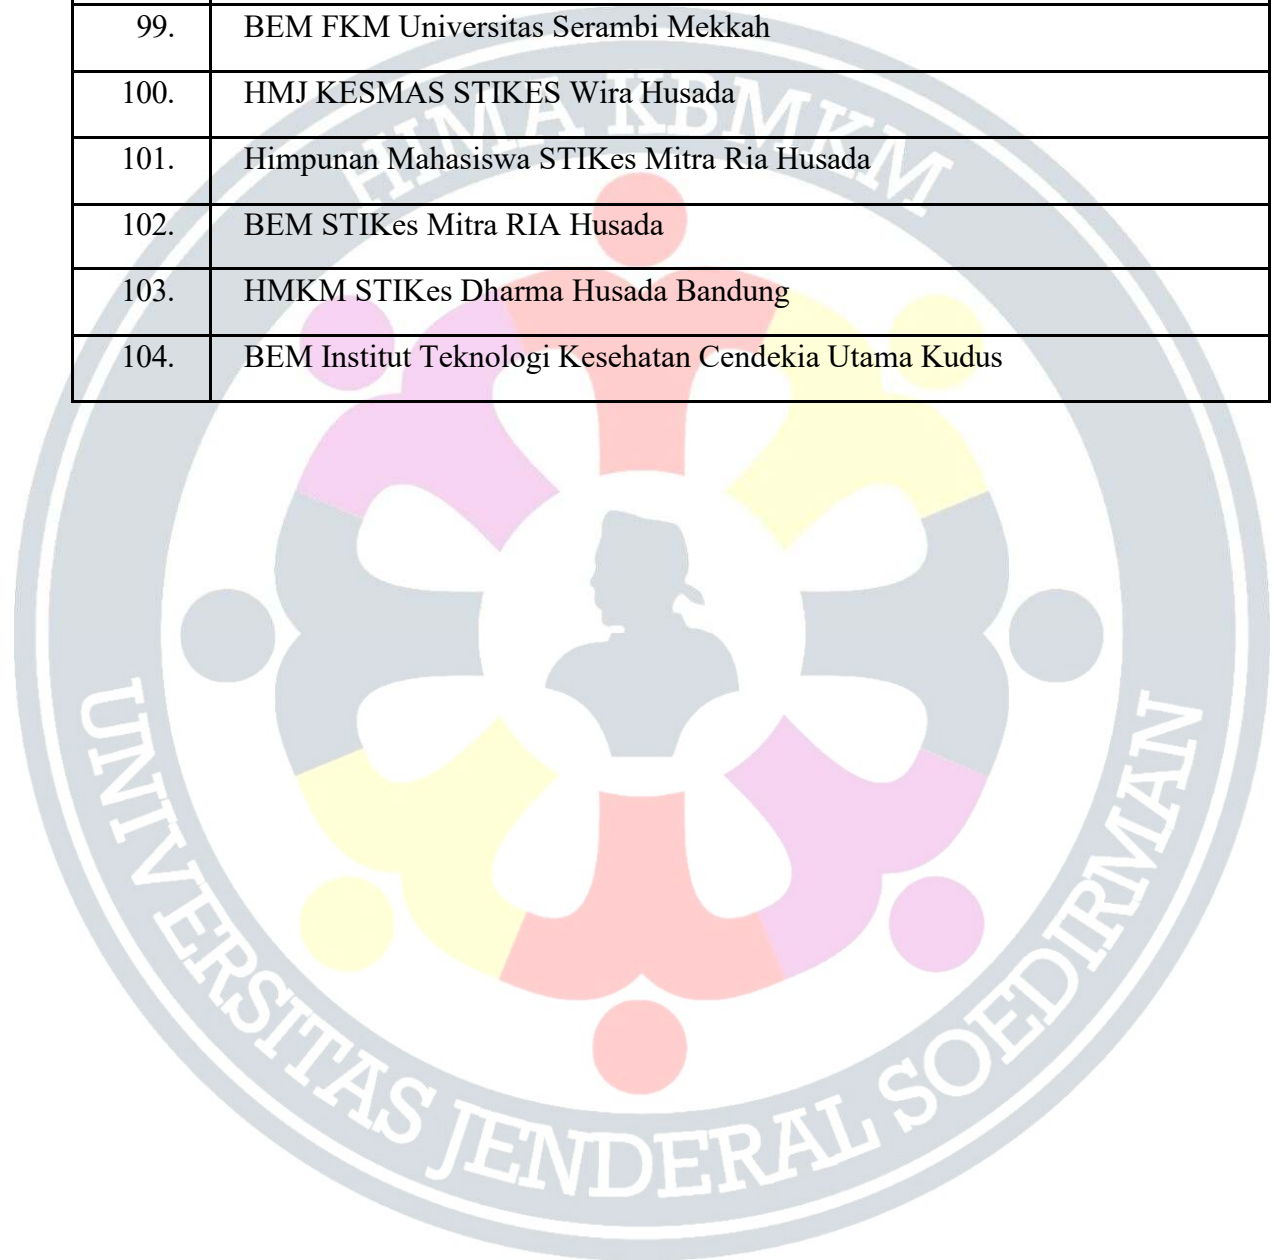 99. BEM FKM Universitas Serambi Mekkah
100. HMJ KESMAS STIKES Wira Husada
101. Himpunan Mahasiswa STIKes Mitra Ria Husada
102. BEM STIKes Mitra RIA Husada
103. HMKM STIKes Dharma Husada Bandung
104. BEM Institut Teknologi Kesehatan Cendekia Utama Kudus
HIMA KBMKM
UNIVERSITAS JENDERAL SOEDIRMAN